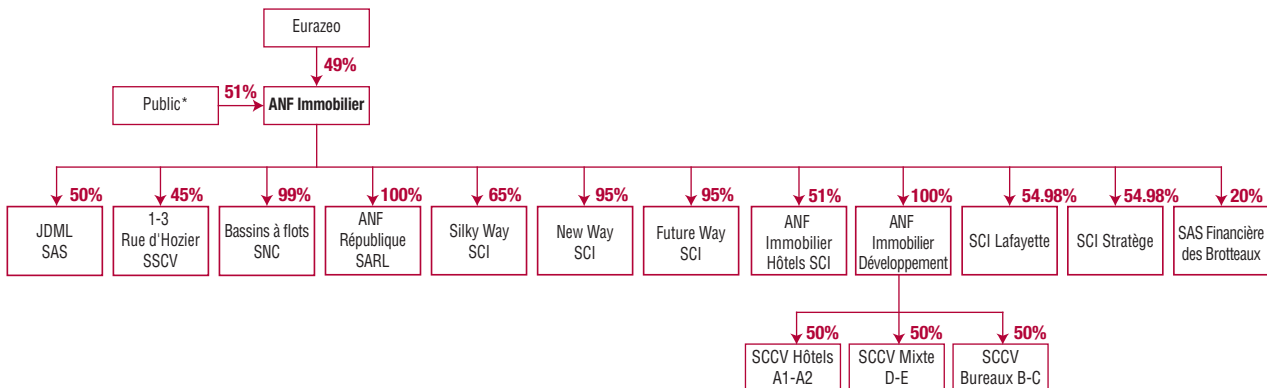 Eurazeo
49%
Public*
51%
ANF Immobilier
50%
45%
99%
100%
65%
95%
95%
51%
100%
54.98%
54.98%
20%
JDML
SAS
1-3
Rue d'Hozier
SSCV
Bassins à flots
SNC
ANF
République
SARL
Silky Way
SCI
New Way
SCI
Future Way
SCI
ANF
Immobilier
Hôtels SCI
ANF
Immobilier
Développement
SCI Lafayette
SCI Stratège
SAS Financière
des Brotteaux
50%
50%
50%
SCCV Hôtels
A1-A2
SCCV Mixte
D-E
SCCV
Bureaux B-C